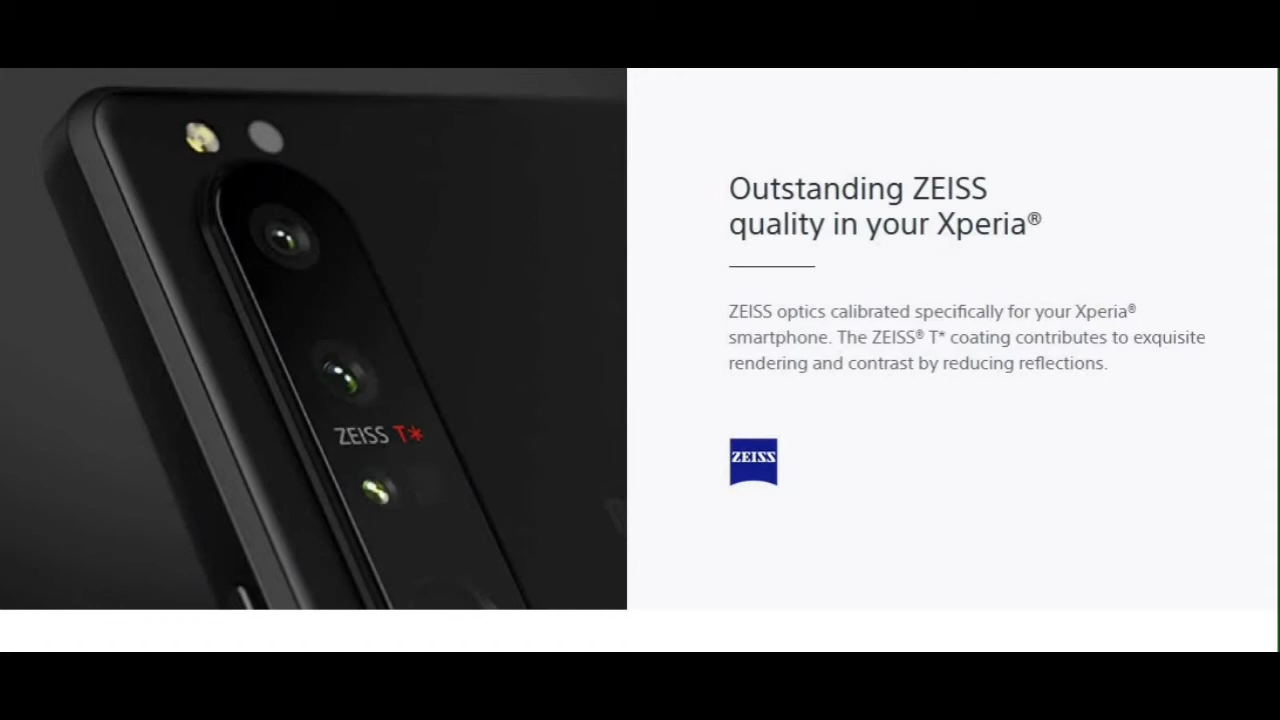 Outstanding ZEISS
quality in your Xperia®
ZEISS optics calibrated specifically for your Xperia®
smartphone. The ZEISS® T* coating contributes to exquisite
rendering and contrast by reducing reflections.
ZEISS
ZEISS T*